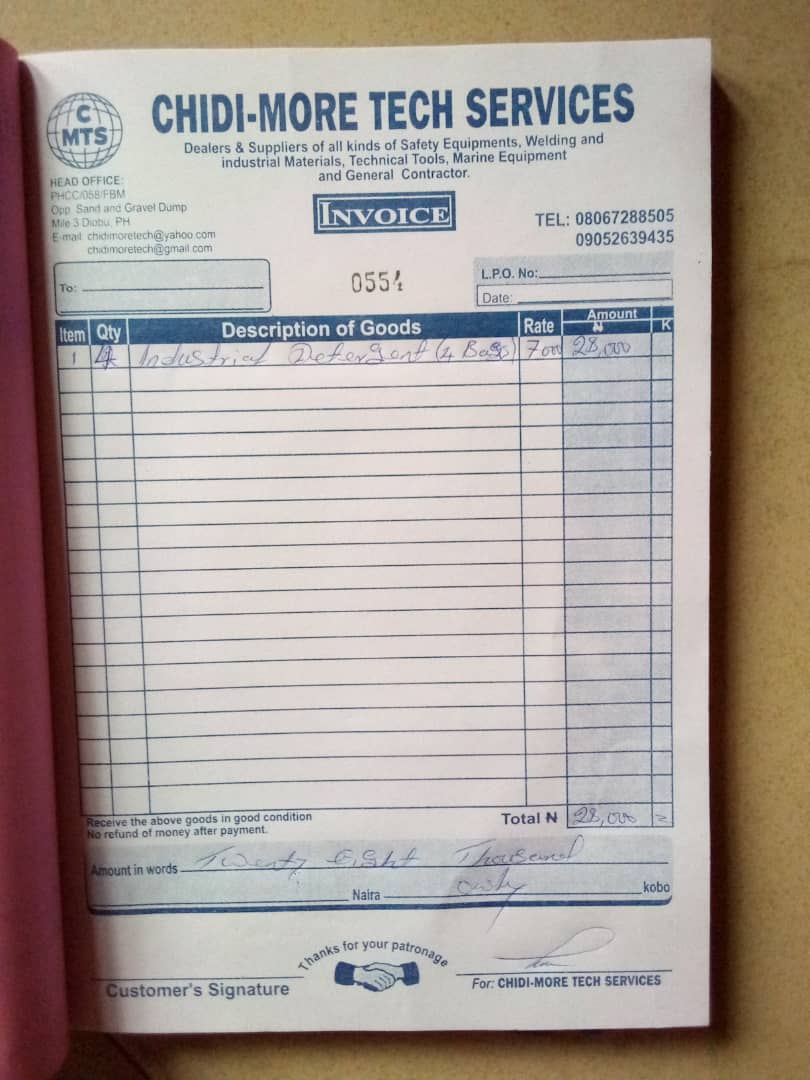 C
MTS
CHIDI-MORE TECH SERVICES
Dealers & Suppliers of all kinds of Safety Equipments, Welding and
industrial Materials, Technical Tools, Marine Equipment
and General Contractor.
HEAD OFFICE:
PHCC/058/FBM
Opp. Sand and Gravel Dump
Mile 3 Diobu, PH
E-mail: chidimoretech@yahoo.com
chidimoretech@gmail.com
INVOICE
TEL: 08067288505
09052639435
To:
0554
L.P.O. No:
Date:
Item Qty Description of Goods Rate Amount ₦ K
1 4 Industrial Detergent (4 Bags) 7000 28,000
Receive the above goods in good condition
No refund of money after payment.
Total ₦ 28,000 =
Amount in words Twenty Eight Thousand
Naira Only kobo
Thanks for your patronage
Customer's Signature
For: CHIDI-MORE TECH SERVICES